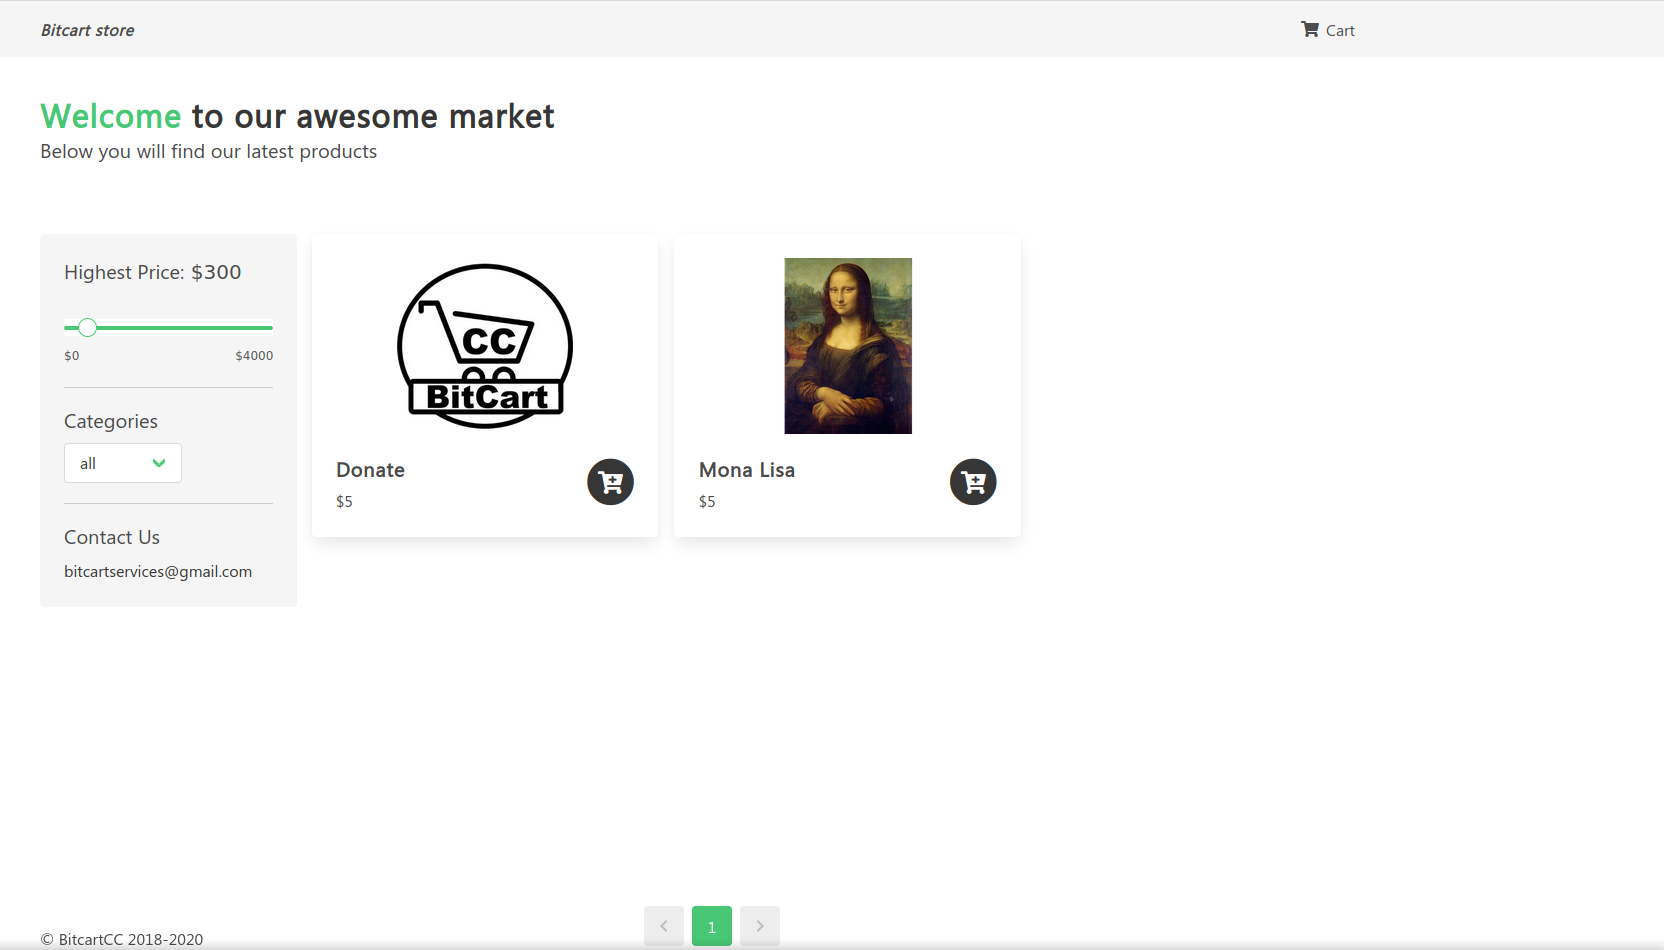 Bitcart store
Cart
Welcome to our awesome market
Below you will find our latest products
Highest Price: $300
$0 $4000
Categories
all
Contact Us
bitcartservices@gmail.com
CC
BitCart
Donate
$5
Mona Lisa
$5
1
© BitcartCC 2018-2020